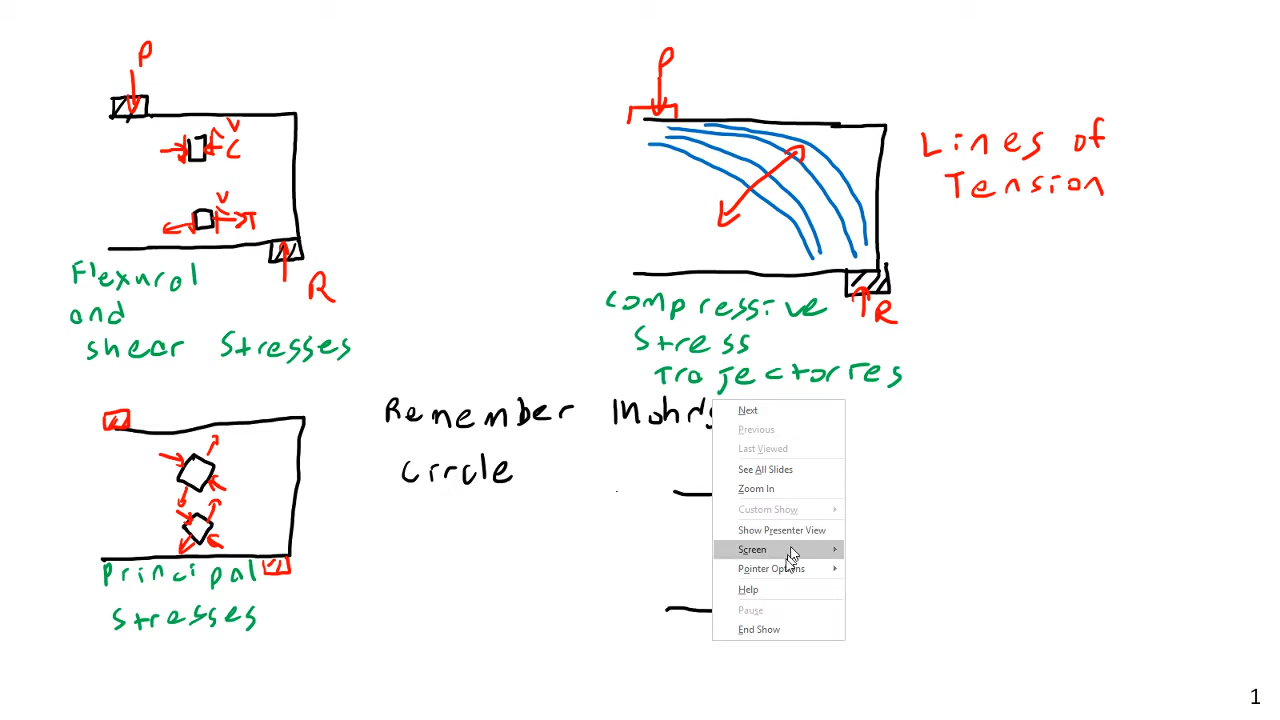 P
V
C
V
T
R
Flexural
and
shear stresses
P
Lines of
Tension
R
Compressive
Stress
Trajectorres
Remember Mohr's
circle
Principal
stresses
Next
Previous
Last Viewed
See All Slides
Zoom In
Custom Show
Show Presenter View
Screen
Pointer Options
Help
Pause
End Show
1